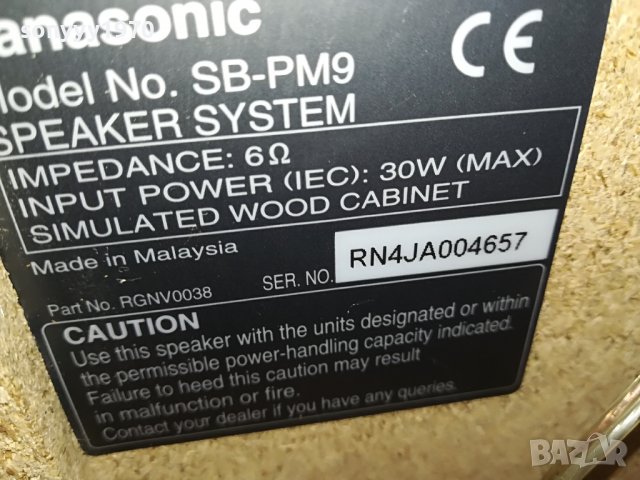 sonyyy1970
anasonic
Model No. SB-PM9
SPEAKER SYSTEM
CE
IMPEDANCE: 6Ω
INPUT POWER (IEC): 30W (MAX)
SIMULATED WOOD CABINET
Made in Malaysia
SER. NO. RN4JA004657
Part No. RGNV0038
CAUTION
Use this speaker with the units designated or within
the permissible power-handling capacity indicated.
Failure to heed this caution may result
in malfunction or fire.
Contact your dealer if you have any queries.
BAZAR